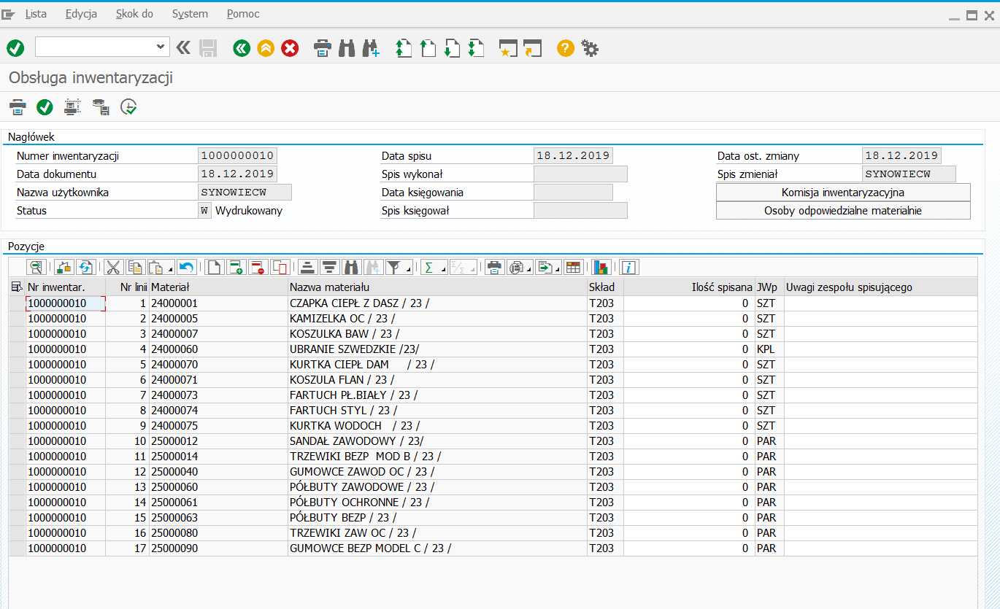 Lista Edycja Skok do System Pomoc
Obsługa inwentaryzacji
Nagłówek
Numer inwentaryzacji 1000000010 Data spisu 18.12.2019 Data ost. zmiany 18.12.2019
Data dokumentu 18.12.2019 Spis wykonał Spis zmieniał SYNOWIECW
Nazwa użytkownika SYNOWIECW Data księgowania Komisja inwentaryzacyjna
Status W Wydrukowany Spis księgował Osoby odpowiedzialne materialnie
Pozycje
Nr inwentar. Nr linii Materiał Nazwa materiału Skład Ilość spisana JWp Uwagi zespołu spisującego
1000000010 1 24000001 CZAPKA CIEPŁ Z DASZ / 23 / T203 0 SZT
1000000010 2 24000005 KAMIZELKA OC / 23 / T203 0 SZT
1000000010 3 24000007 KOSZULKA BAW / 23 / T203 0 SZT
1000000010 4 24000060 UBRANIE SZWEDZKIE /23/ T203 0 KPL
1000000010 5 24000070 KURTKA CIEPŁ DAM / 23 / T203 0 SZT
1000000010 6 24000071 KOSZULA FLAN / 23 / T203 0 SZT
1000000010 7 24000073 FARTUCH PŁ.BIAŁY / 23 / T203 0 SZT
1000000010 8 24000074 FARTUCH STYL / 23 / T203 0 SZT
1000000010 9 24000075 KURTKA WODOCH / 23 / T203 0 SZT
1000000010 10 25000012 SANDAŁ ZAWODOWY / 23/ T203 0 PAR
1000000010 11 25000014 TRZEWIKI BEZP MOD B / 23 / T203 0 PAR
1000000010 12 25000040 GUMOWCE ZAWOD OC / 23 / T203 0 PAR
1000000010 13 25000060 PÓŁBUTY ZAWODOWE / 23 / T203 0 PAR
1000000010 14 25000061 PÓŁBUTY OCHRONNE / 23 / T203 0 PAR
1000000010 15 25000063 PÓŁBUTY BEZP / 23 / T203 0 PAR
1000000010 16 25000080 TRZEWIKI ZAW OC / 23 / T203 0 PAR
1000000010 17 25000090 GUMOWCE BEZP MODEL C / 23 / T203 0 PAR